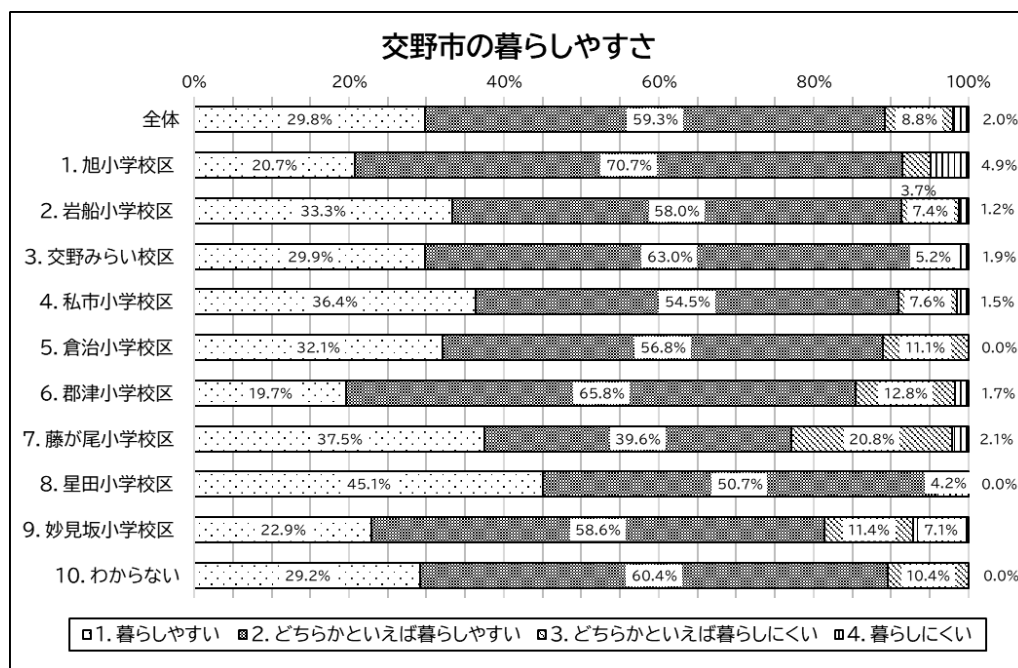 交野市の暮らしやすさ
0% 20% 40% 60% 80% 100%
全体 29.8% 59.3% 8.8% 2.0%
1. 旭小学校区 20.7% 70.7% 3.7% 4.9%
2. 岩船小学校区 33.3% 58.0% 7.4% 1.2%
3. 交野みらい校区 29.9% 63.0% 5.2% 1.9%
4. 私市小学校区 36.4% 54.5% 7.6% 1.5%
5. 倉治小学校区 32.1% 56.8% 11.1% 0.0%
6. 郡津小学校区 19.7% 65.8% 12.8% 1.7%
7. 藤が尾小学校区 37.5% 39.6% 20.8% 2.1%
8. 星田小学校区 45.1% 50.7% 4.2% 0.0%
9. 妙見坂小学校区 22.9% 58.6% 11.4% 7.1%
10. わからない 29.2% 60.4% 10.4% 0.0%
1. 暮らしやすい 2. どちらかといえば暮らしやすい 3. どちらかといえば暮らしにくい 4. 暮らしにくい